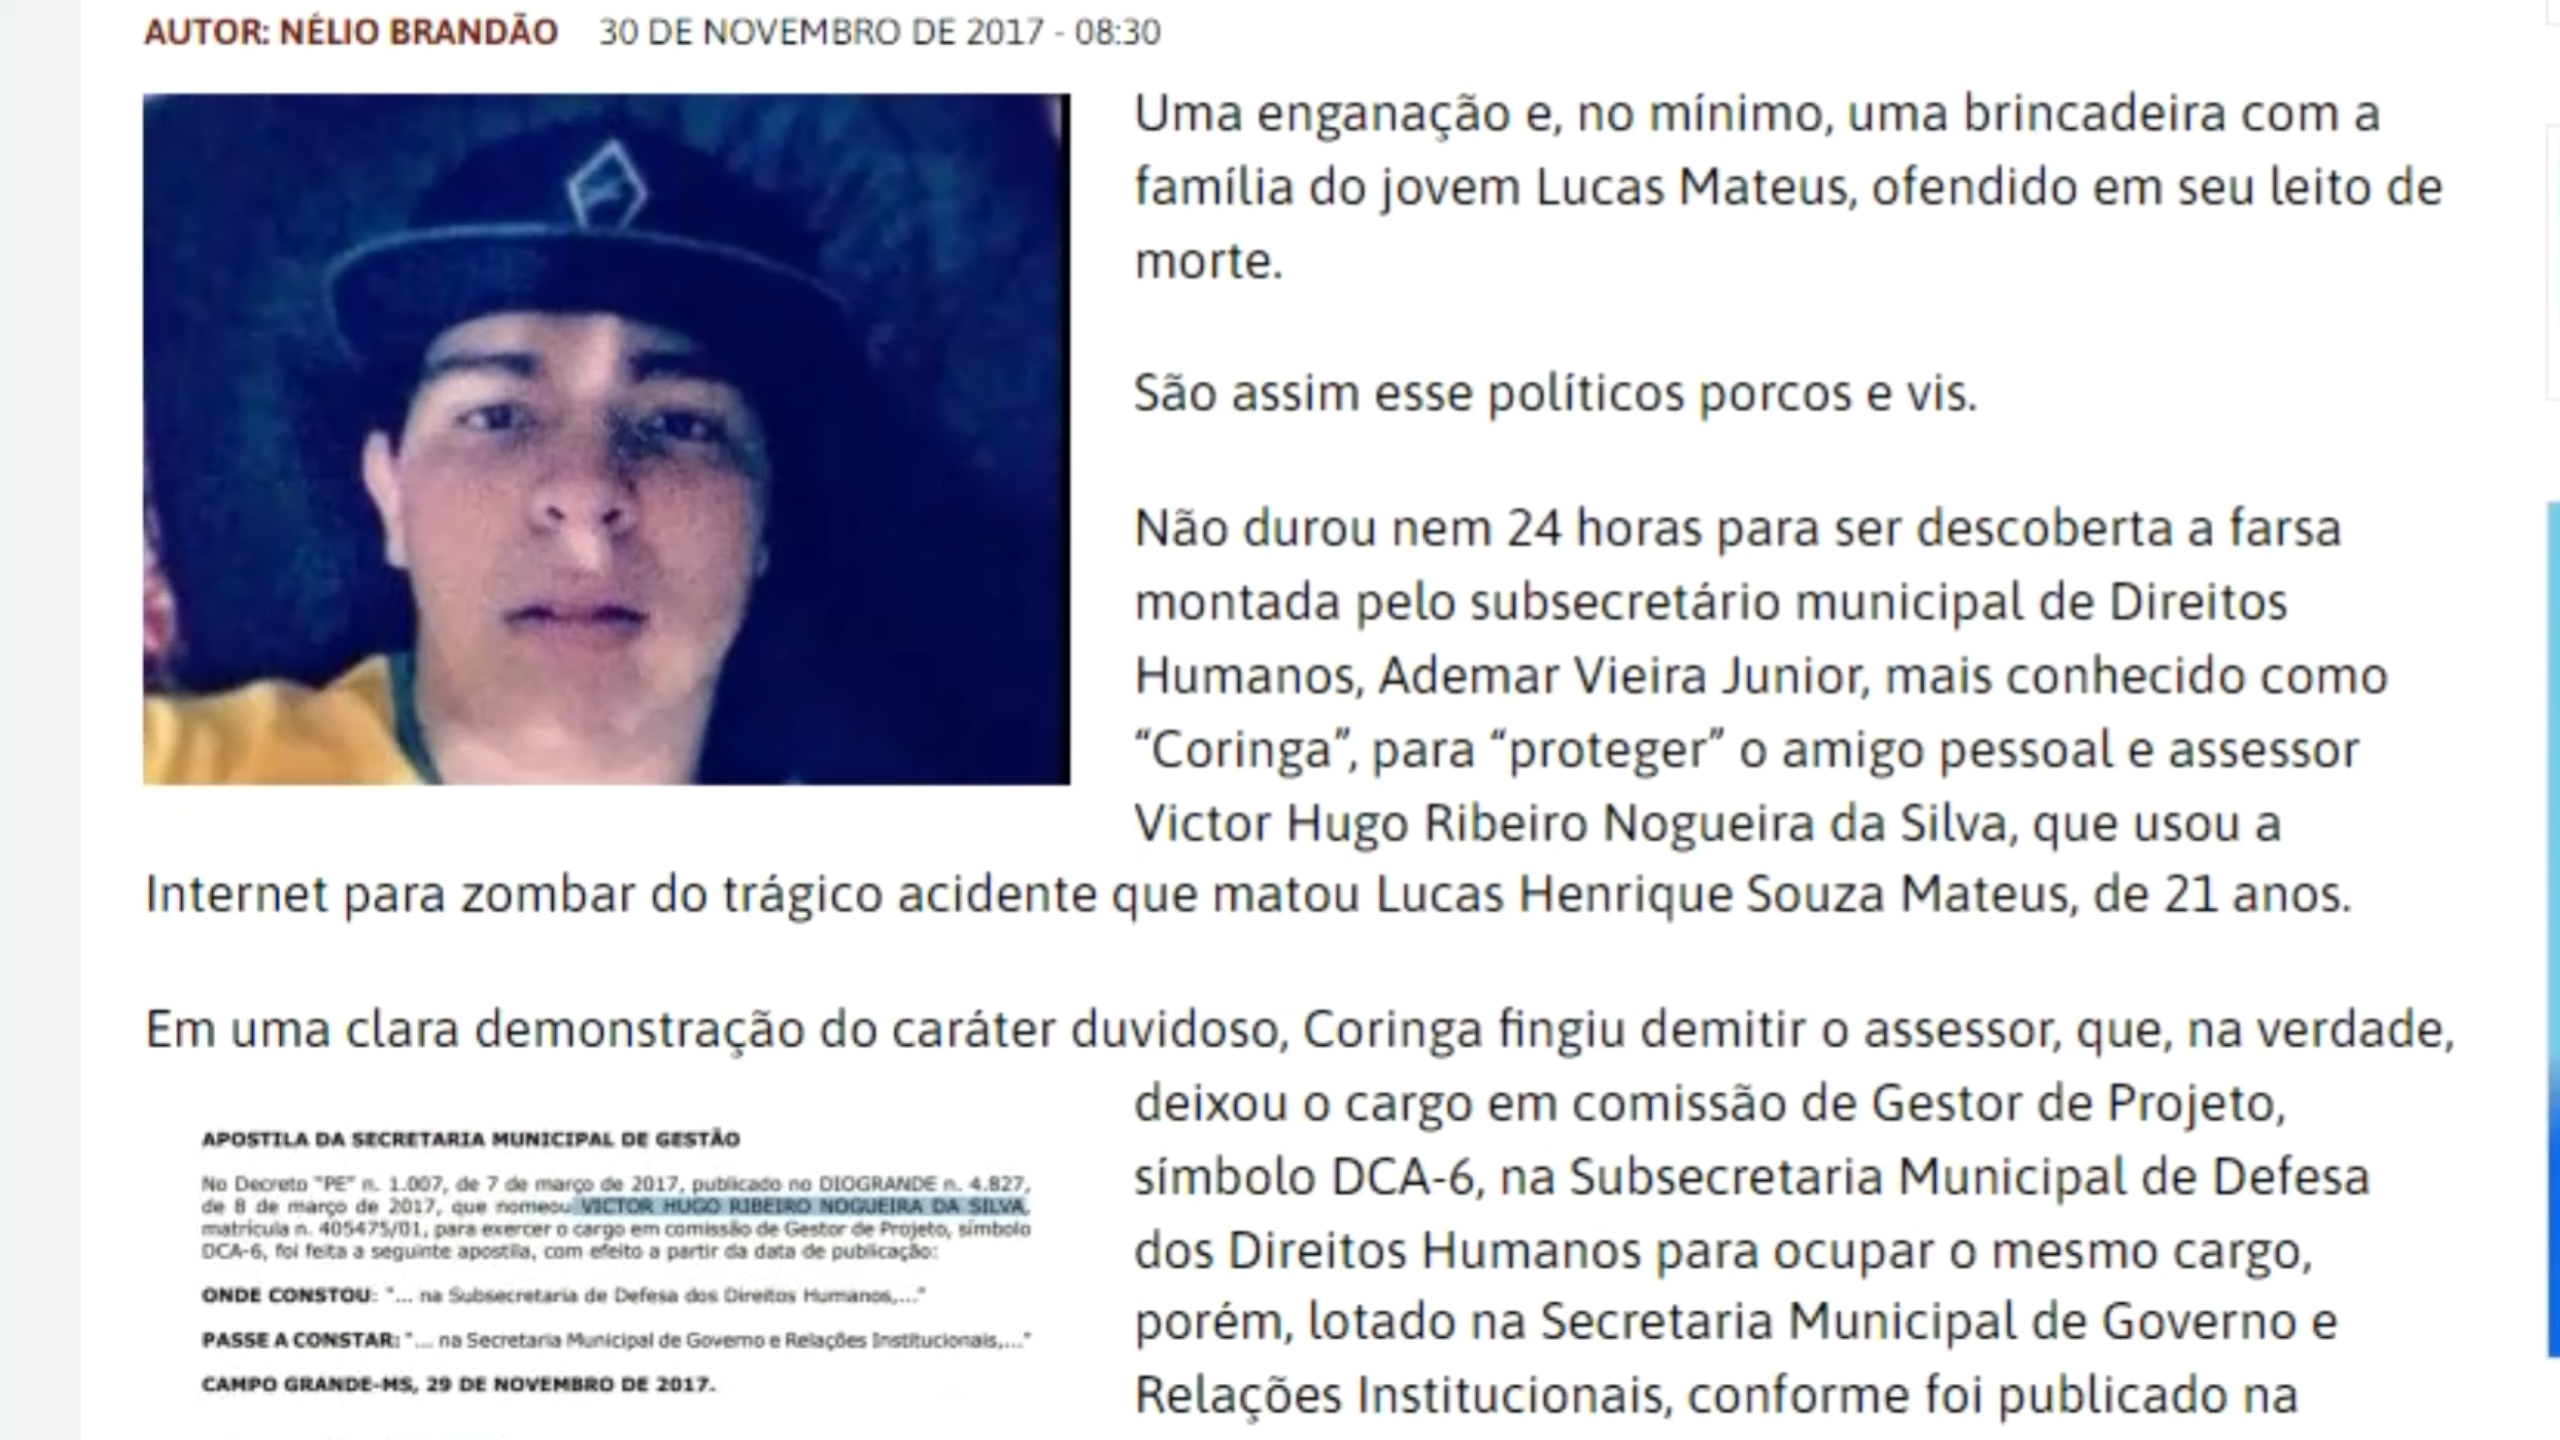 AUTOR: NÉLIO BRANDÃO 30 DE NOVEMBRO DE 2017 - 08:30
Uma enganação e, no mínimo, uma brincadeira com a
família do jovem Lucas Mateus, ofendido em seu leito de
morte.
São assim esse políticos porcos e vis.
Não durou nem 24 horas para ser descoberta a farsa
montada pelo subsecretário municipal de Direitos
Humanos, Ademar Vieira Junior, mais conhecido como
“Coringa”, para “proteger” o amigo pessoal e assessor
Victor Hugo Ribeiro Nogueira da Silva, que usou a
Internet para zombar do trágico acidente que matou Lucas Henrique Souza Mateus, de 21 anos.
Em uma clara demonstração do caráter duvidoso, Coringa fingiu demitir o assessor, que, na verdade,
deixou o cargo em comissão de Gestor de Projeto,
símbolo DCA-6, na Subsecretaria Municipal de Defesa
dos Direitos Humanos para ocupar o mesmo cargo,
porém, lotado na Secretaria Municipal de Governo e
Relações Institucionais, conforme foi publicado na
APOSTILA DA SECRETARIA MUNICIPAL DE GESTÃO
No Decreto "PE" n. 1.007, de 7 de março de 2017, publicado no DIOGRANDE n. 4.827,
de 8 de março de 2017, que nomeou VICTOR HUGO RIBEIRO NOGUEIRA DA SILVA,
matrícula n. 405475/01, para exercer o cargo em comissão de Gestor de Projeto, símbolo
DCA-6, foi feita a seguinte apostila, com efeito a partir da data de publicação:
ONDE CONSTOU: "... na Subsecretaria de Defesa dos Direitos Humanos,..."
PASSE A CONSTAR: "... na Secretaria Municipal de Governo e Relações Institucionais,..."
CAMPO GRANDE-MS, 29 DE NOVEMBRO DE 2017.